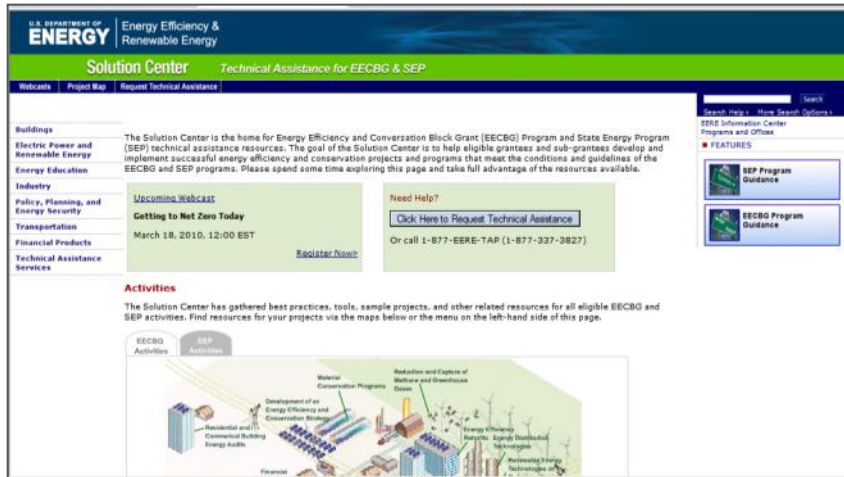 U.S. DEPARTMENT OF
ENERGY
Energy Efficiency &
Renewable Energy
Solution Center
Technical Assistance for EECBG & SEP
Webcasts
Project Map
Request Technical Assistance
Search
Search Help
More Search Options
EERE Information Center
Programs and Offices
FEATURES
SEP Program
Guidance
EECBG Program
Guidance
Buildings
Electric Power and
Renewable Energy
Energy Education
Industry
Policy, Planning, and
Energy Security
Transportation
Financial Products
Technical Assistance
Services
The Solution Center is the home for Energy Efficiency and Conversation Block Grant (EECBG) Program and State Energy Program
(SEP) technical assistance resources. The goal of the Solution Center is to help eligible grantees and sub-grantees develop and
implement successful energy efficiency and conservation projects and programs that meet the conditions and guidelines of the
EECBG and SEP programs. Please spend some time exploring this page and take full advantage of the resources available.
Upcoming Webcast
Getting to Net Zero Today
March 18, 2010, 12:00 EST
Register Now>
Need Help?
Click Here to Request Technical Assistance
Or call 1-877-EERE-TAP (1-877-337-3827)
Activities
The Solution Center has gathered best practices, tools, sample projects, and other related resources for all eligible EECBG and
SEP activities. Find resources for your projects via the maps below or the menu on the left-hand side of this page.
EECBG
Activities
SEP
Activities
Material
Conservation Programs
Reduction and Capture of
Methane and Greenhouse
Gases
Development of an
Energy Efficiency and
Conservation Strategy
Residential and
Commerical Building
Energy Audits
Energy Efficiency
Retrofits
Energy Distribution
Technologies
Renewable Energy
Technologies on
Financial